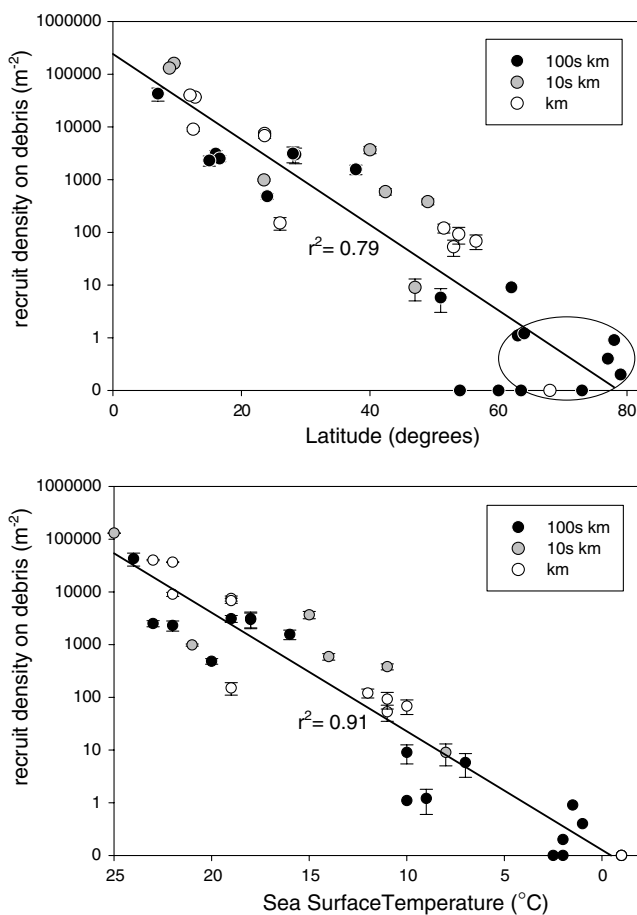 1000000
100000
10000
1000
100
10
1
0
recruit density on debris (m-2)
100s km
10s km
km
r2= 0.79
0 20 40 60 80
Latitude (degrees)
1000000
100000
10000
1000
100
10
1
0
recruit density on debris (m-2)
100s km
10s km
km
r2= 0.91
25 20 15 10 5 0
Sea SurfaceTemperature (°C)